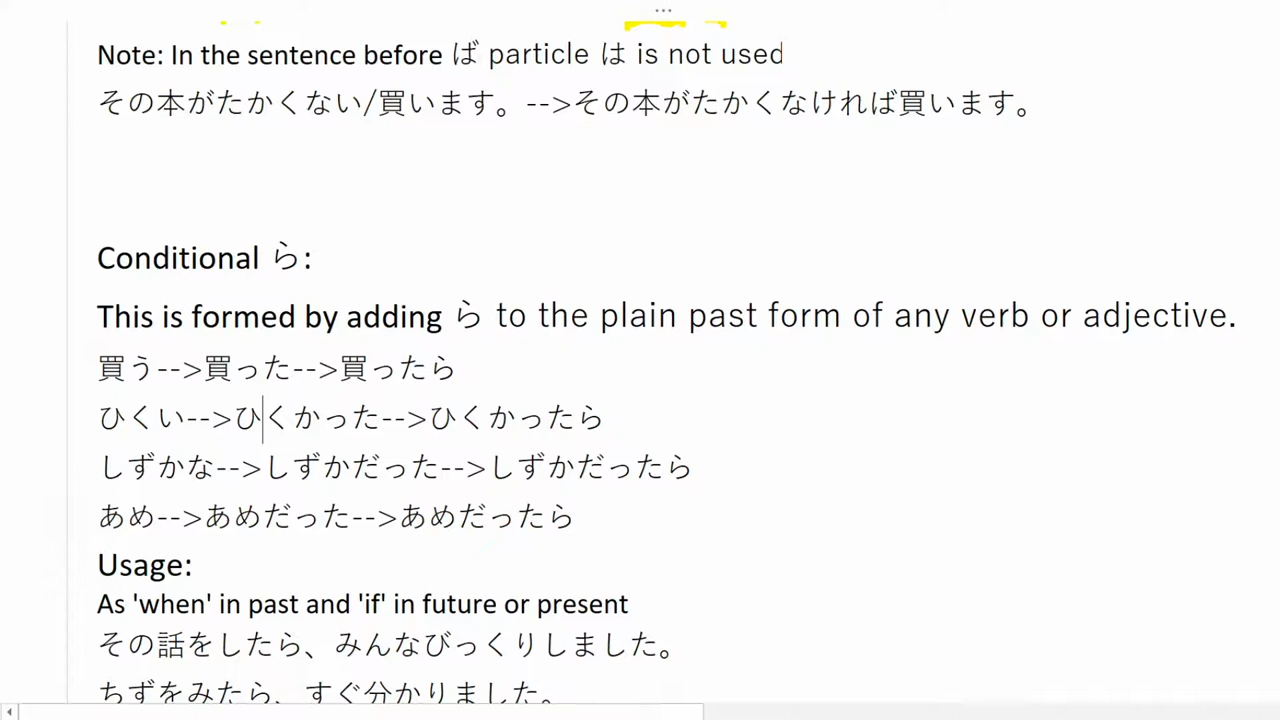 Note: In the sentence before ば particle は is not used
その本がたかくない/買います。-->その本がたかくなければ買います。
Conditional ら:
This is formed by adding ら to the plain past form of any verb or adjective.
買う-->買った-->買ったら
ひくい-->ひくかった-->ひくかったら
しずかな-->しずかだった-->しずかだったら
あめ-->あめだった-->あめだったら
Usage:
As 'when' in past and 'if' in future or present
その話をしたら、みんなびっくりしました。
ちずをみたら、すぐ分かりました。